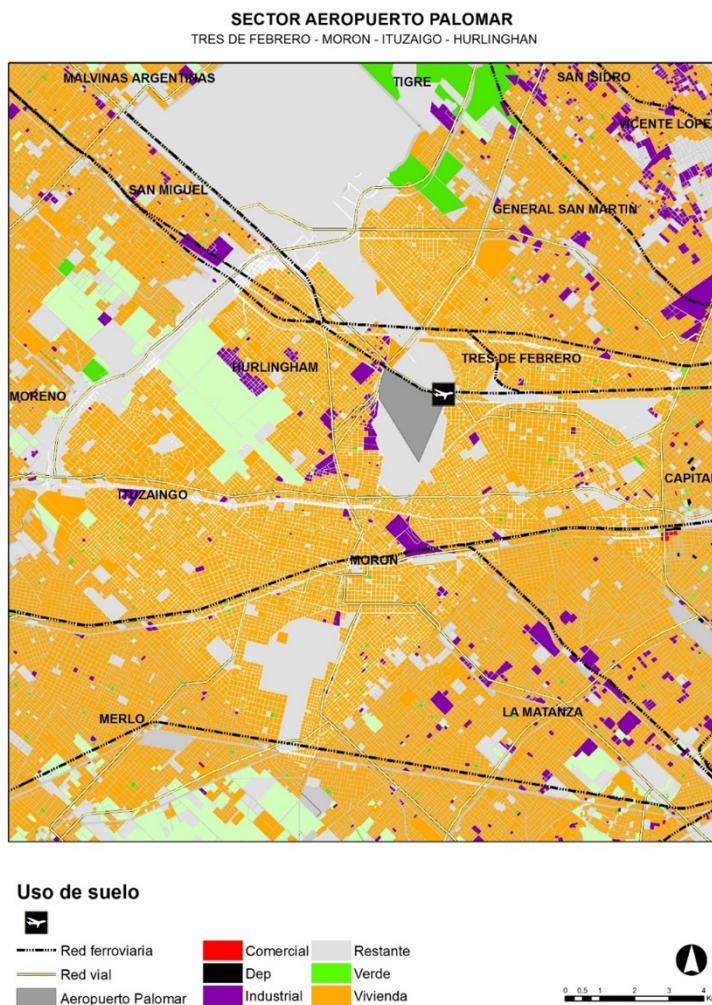 SECTOR AEROPUERTO PALOMAR
TRES DE FEBRERO - MORON - ITUZAIGO - HURLINGHAN
MALVINAS ARGENTINAS
TIGRE
SAN ISIDRO
VICENTE LOPEZ
SAN MIGUEL
GENERAL SAN MARTIN
TRES DE FEBRERO
HURLINGHAM
MORENO
CAPITAL
ITUZAINGO
MORON
MERLO
LA MATANZA
Uso de suelo
Red ferroviaria
Comercial
Restante
Red vial
Dep
Verde
Aeropuerto Palomar
Industrial
Vivienda
0 0,5 1 2 3 4